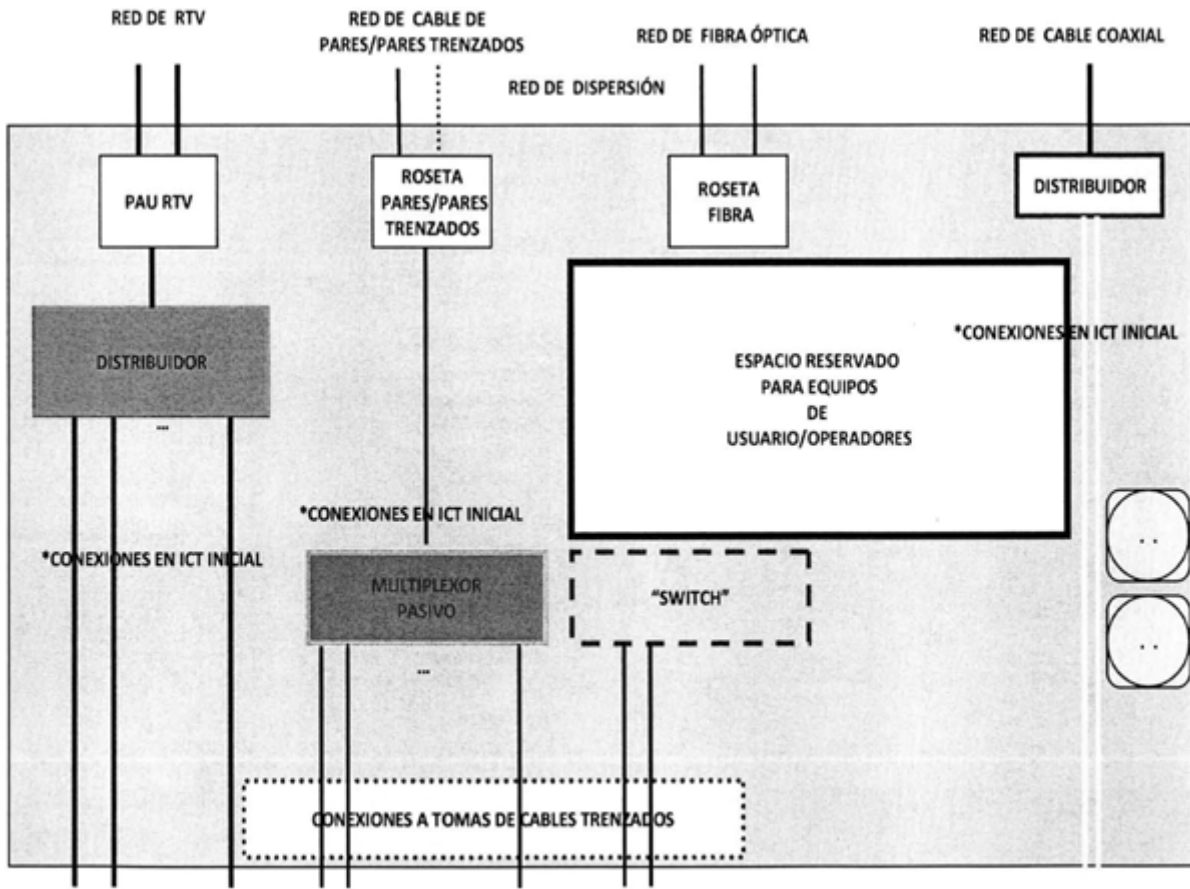 RED DE RTV
RED DE CABLE DE
PARES/PARES TRENZADOS
RED DE FIBRA ÓPTICA
RED DE CABLE COAXIAL
RED DE DISPERSIÓN
PAU RTV
ROSETA
PARES/PARES
TRENZADOS
ROSETA
FIBRA
DISTRIBUIDOR
DISTRIBUIDOR
...
ESPACIO RESERVADO
PARA EQUIPOS
DE
USUARIO/OPERADORES
*CONEXIONES EN ICT INICIAL
*CONEXIONES EN ICT INICIAL
*CONEXIONES EN ICT INICIAL
MULTIPLEXOR
PASIVO
...
“SWITCH”
CONEXIONES A TOMAS DE CABLES TRENZADOS